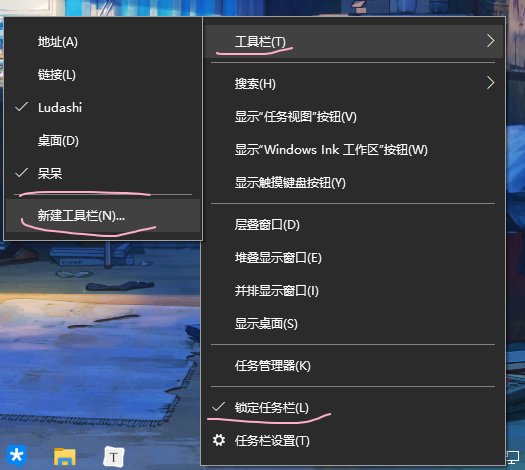 地址(A)
链接(L)
Ludashi
桌面(D)
呆呆
新建工具栏(N)...
工具栏(T)
搜索(H)
显示“任务视图”按钮(V)
显示“Windows Ink 工作区”按钮(W)
显示触摸键盘按钮(Y)
层叠窗口(D)
堆叠显示窗口(E)
并排显示窗口(I)
显示桌面(S)
任务管理器(K)
锁定任务栏(L)
任务栏设置(T)
T